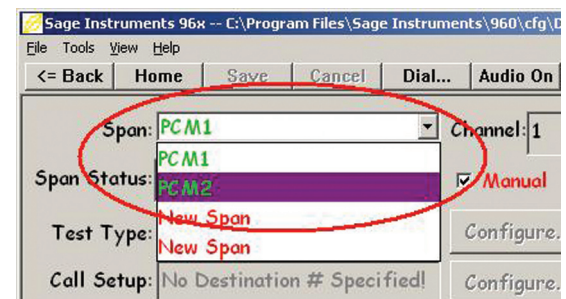 Sage Instruments 96x -- C:\Program Files\Sage Instruments\960\cfg\D
File Tools View Help
<= Back Home Save Cancel Dial... Audio On
Span: PCM1 Channel: 1
PCM1
Span Status: PCM2 Manual
New Span
Test Type: New Span Configure.
Call Setup: No Destination # Specified! Configure.